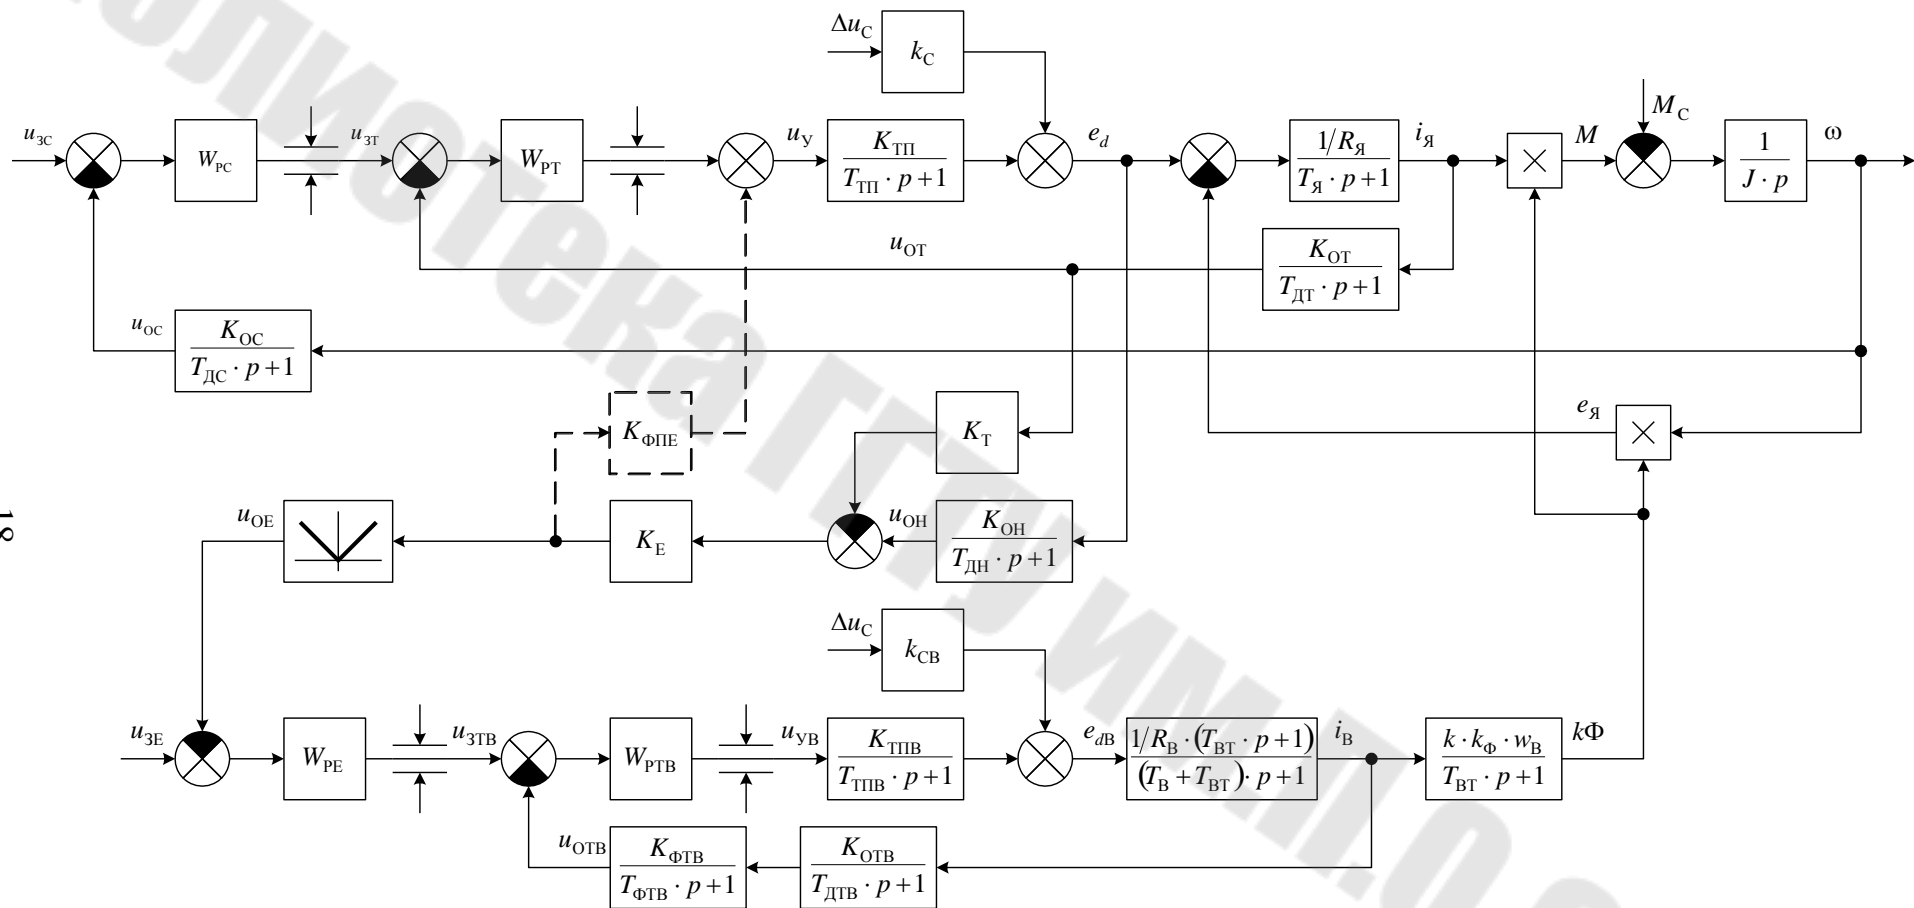 Δu_С
k_С
u_ЗС
W_РС
u_ЗТ
W_РТ
u_У
K_ТП
T_ТП · p+1
e_d
1/R_Я
T_Я · p+1
i_Я
×
M
M_С
1
J · p
ω
u_ОТ
K_ОТ
T_ДТ · p+1
u_ОС
K_ОС
T_ДС · p+1
K_ФПЕ
K_Т
e_Я
×
u_ОЕ
K_Е
u_ОН
K_ОН
T_ДН · p+1
18
Δu_С
k_СВ
u_ЗЕ
W_РЕ
u_ЗТВ
W_РТВ
u_УВ
K_ТПВ
T_ТПВ · p+1
e_dВ
1/R_В · (T_ВТ · p+1)
(T_В + T_ВТ) · p+1
i_В
k · k_Ф · w_В
T_ВТ · p+1
kФ
u_ОТВ
K_ФТВ
T_ФТВ · p+1
K_ОТВ
T_ДТВ · p+1
ГГТУ им.П.О